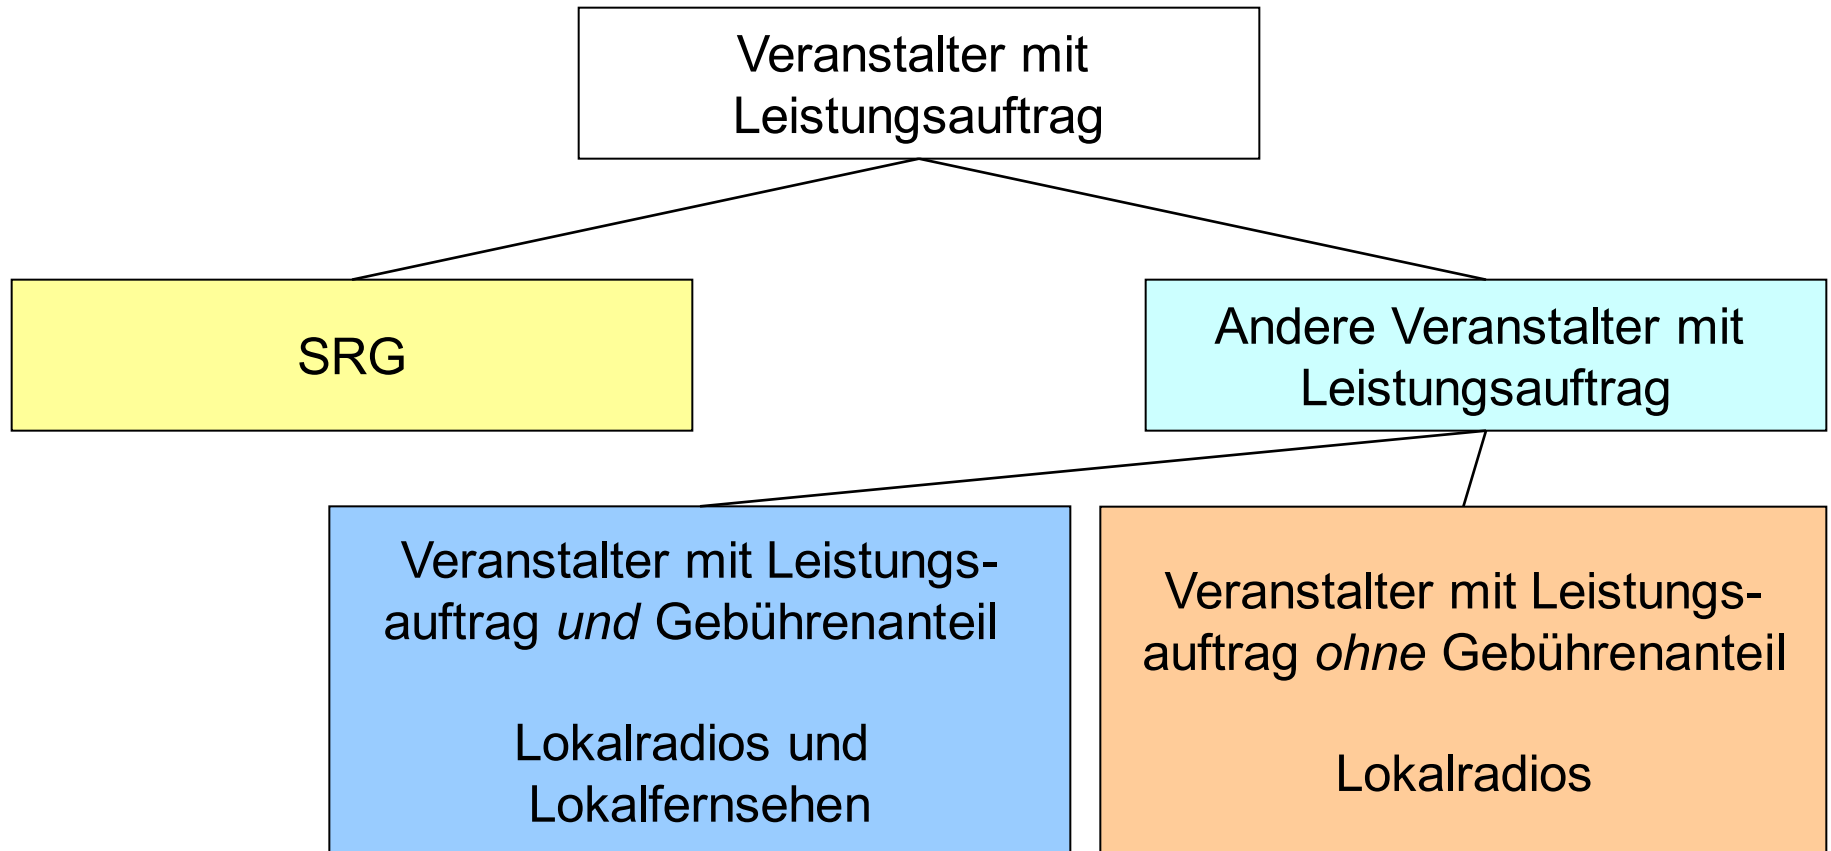 Veranstalter mit
Leistungsauftrag
SRG
Andere Veranstalter mit
Leistungsauftrag
Veranstalter mit Leistungs-
auftrag und Gebührenanteil
Lokalradios und
Lokalfernsehen
Veranstalter mit Leistungs-
auftrag ohne Gebührenanteil
Lokalradios